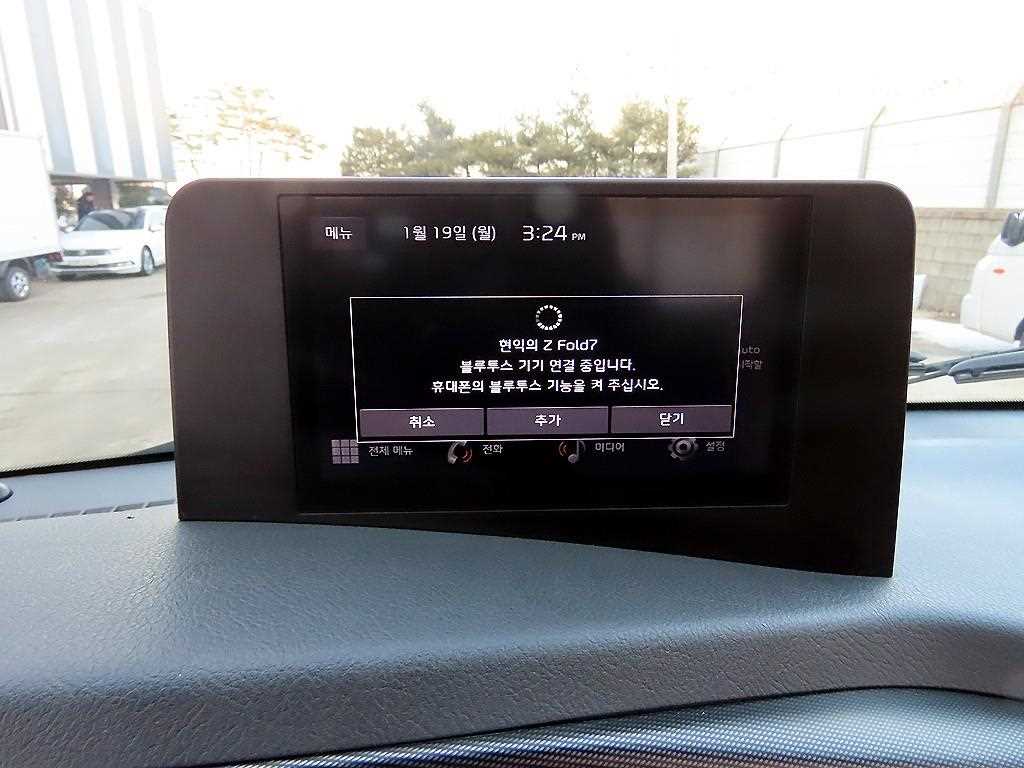 메뉴 1월 19일 (월) 3:24 PM
현익의 Z Fold7
블루투스 기기 연결 중입니다.
휴대폰의 블루투스 기능을 켜 주십시오.
취소 추가 닫기
전체 메뉴 전화 미디어 설정